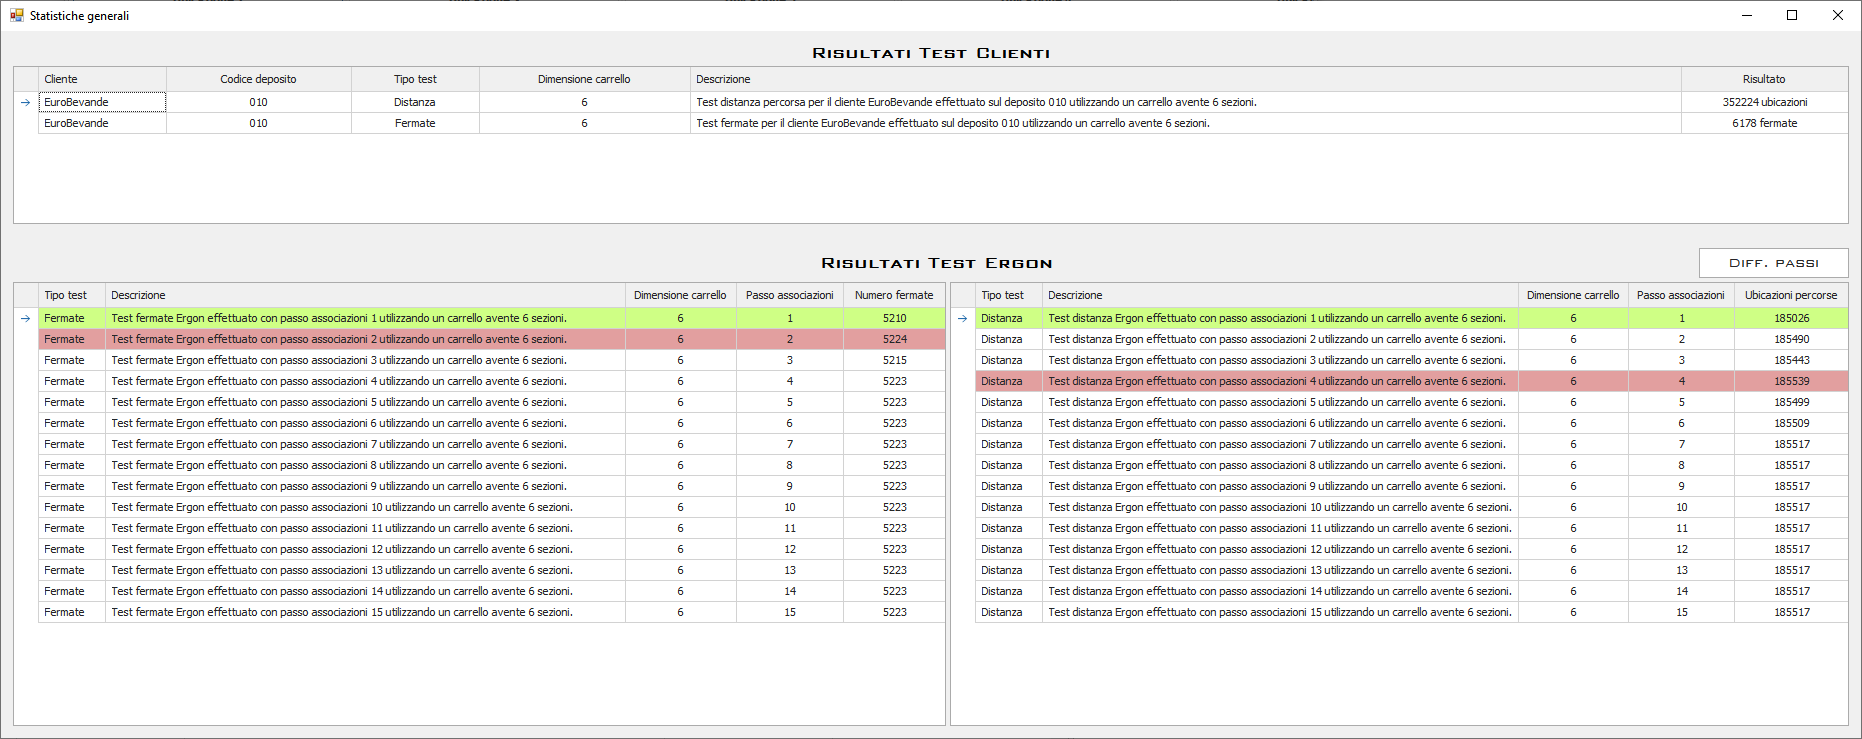 Statistiche generali
Risultati Test Clienti
Cliente Codice deposito Tipo test Dimensione carrello Descrizione Risultato
EuroBevande 010 Distanza 6 Test distanza percorsa per il cliente EuroBevande effettuato sul deposito 010 utilizzando un carrello avente 6 sezioni. 352224 ubicazioni
EuroBevande 010 Fermate 6 Test fermate per il cliente EuroBevande effettuato sul deposito 010 utilizzando un carrello avente 6 sezioni. 6178 fermate
Risultati Test Ergon
Diff. passi
Tipo test Descrizione Dimensione carrello Passo associazioni Numero fermate
Fermate Test fermate Ergon effettuato con passo associazioni 1 utilizzando un carrello avente 6 sezioni. 6 1 5210
Fermate Test fermate Ergon effettuato con passo associazioni 2 utilizzando un carrello avente 6 sezioni. 6 2 5224
Fermate Test fermate Ergon effettuato con passo associazioni 3 utilizzando un carrello avente 6 sezioni. 6 3 5215
Fermate Test fermate Ergon effettuato con passo associazioni 4 utilizzando un carrello avente 6 sezioni. 6 4 5223
Fermate Test fermate Ergon effettuato con passo associazioni 5 utilizzando un carrello avente 6 sezioni. 6 5 5223
Fermate Test fermate Ergon effettuato con passo associazioni 6 utilizzando un carrello avente 6 sezioni. 6 6 5223
Fermate Test fermate Ergon effettuato con passo associazioni 7 utilizzando un carrello avente 6 sezioni. 6 7 5223
Fermate Test fermate Ergon effettuato con passo associazioni 8 utilizzando un carrello avente 6 sezioni. 6 8 5223
Fermate Test fermate Ergon effettuato con passo associazioni 9 utilizzando un carrello avente 6 sezioni. 6 9 5223
Fermate Test fermate Ergon effettuato con passo associazioni 10 utilizzando un carrello avente 6 sezioni. 6 10 5223
Fermate Test fermate Ergon effettuato con passo associazioni 11 utilizzando un carrello avente 6 sezioni. 6 11 5223
Fermate Test fermate Ergon effettuato con passo associazioni 12 utilizzando un carrello avente 6 sezioni. 6 12 5223
Fermate Test fermate Ergon effettuato con passo associazioni 13 utilizzando un carrello avente 6 sezioni. 6 13 5223
Fermate Test fermate Ergon effettuato con passo associazioni 14 utilizzando un carrello avente 6 sezioni. 6 14 5223
Fermate Test fermate Ergon effettuato con passo associazioni 15 utilizzando un carrello avente 6 sezioni. 6 15 5223
Tipo test Descrizione Dimensione carrello Passo associazioni Ubicazioni percorse
Distanza Test distanza Ergon effettuato con passo associazioni 1 utilizzando un carrello avente 6 sezioni. 6 1 185026
Distanza Test distanza Ergon effettuato con passo associazioni 2 utilizzando un carrello avente 6 sezioni. 6 2 185490
Distanza Test distanza Ergon effettuato con passo associazioni 3 utilizzando un carrello avente 6 sezioni. 6 3 185443
Distanza Test distanza Ergon effettuato con passo associazioni 4 utilizzando un carrello avente 6 sezioni. 6 4 185539
Distanza Test distanza Ergon effettuato con passo associazioni 5 utilizzando un carrello avente 6 sezioni. 6 5 185499
Distanza Test distanza Ergon effettuato con passo associazioni 6 utilizzando un carrello avente 6 sezioni. 6 6 185509
Distanza Test distanza Ergon effettuato con passo associazioni 7 utilizzando un carrello avente 6 sezioni. 6 7 185517
Distanza Test distanza Ergon effettuato con passo associazioni 8 utilizzando un carrello avente 6 sezioni. 6 8 185517
Distanza Test distanza Ergon effettuato con passo associazioni 9 utilizzando un carrello avente 6 sezioni. 6 9 185517
Distanza Test distanza Ergon effettuato con passo associazioni 10 utilizzando un carrello avente 6 sezioni. 6 10 185517
Distanza Test distanza Ergon effettuato con passo associazioni 11 utilizzando un carrello avente 6 sezioni. 6 11 185517
Distanza Test distanza Ergon effettuato con passo associazioni 12 utilizzando un carrello avente 6 sezioni. 6 12 185517
Distanza Test distanza Ergon effettuato con passo associazioni 13 utilizzando un carrello avente 6 sezioni. 6 13 185517
Distanza Test distanza Ergon effettuato con passo associazioni 14 utilizzando un carrello avente 6 sezioni. 6 14 185517
Distanza Test distanza Ergon effettuato con passo associazioni 15 utilizzando un carrello avente 6 sezioni. 6 15 185517